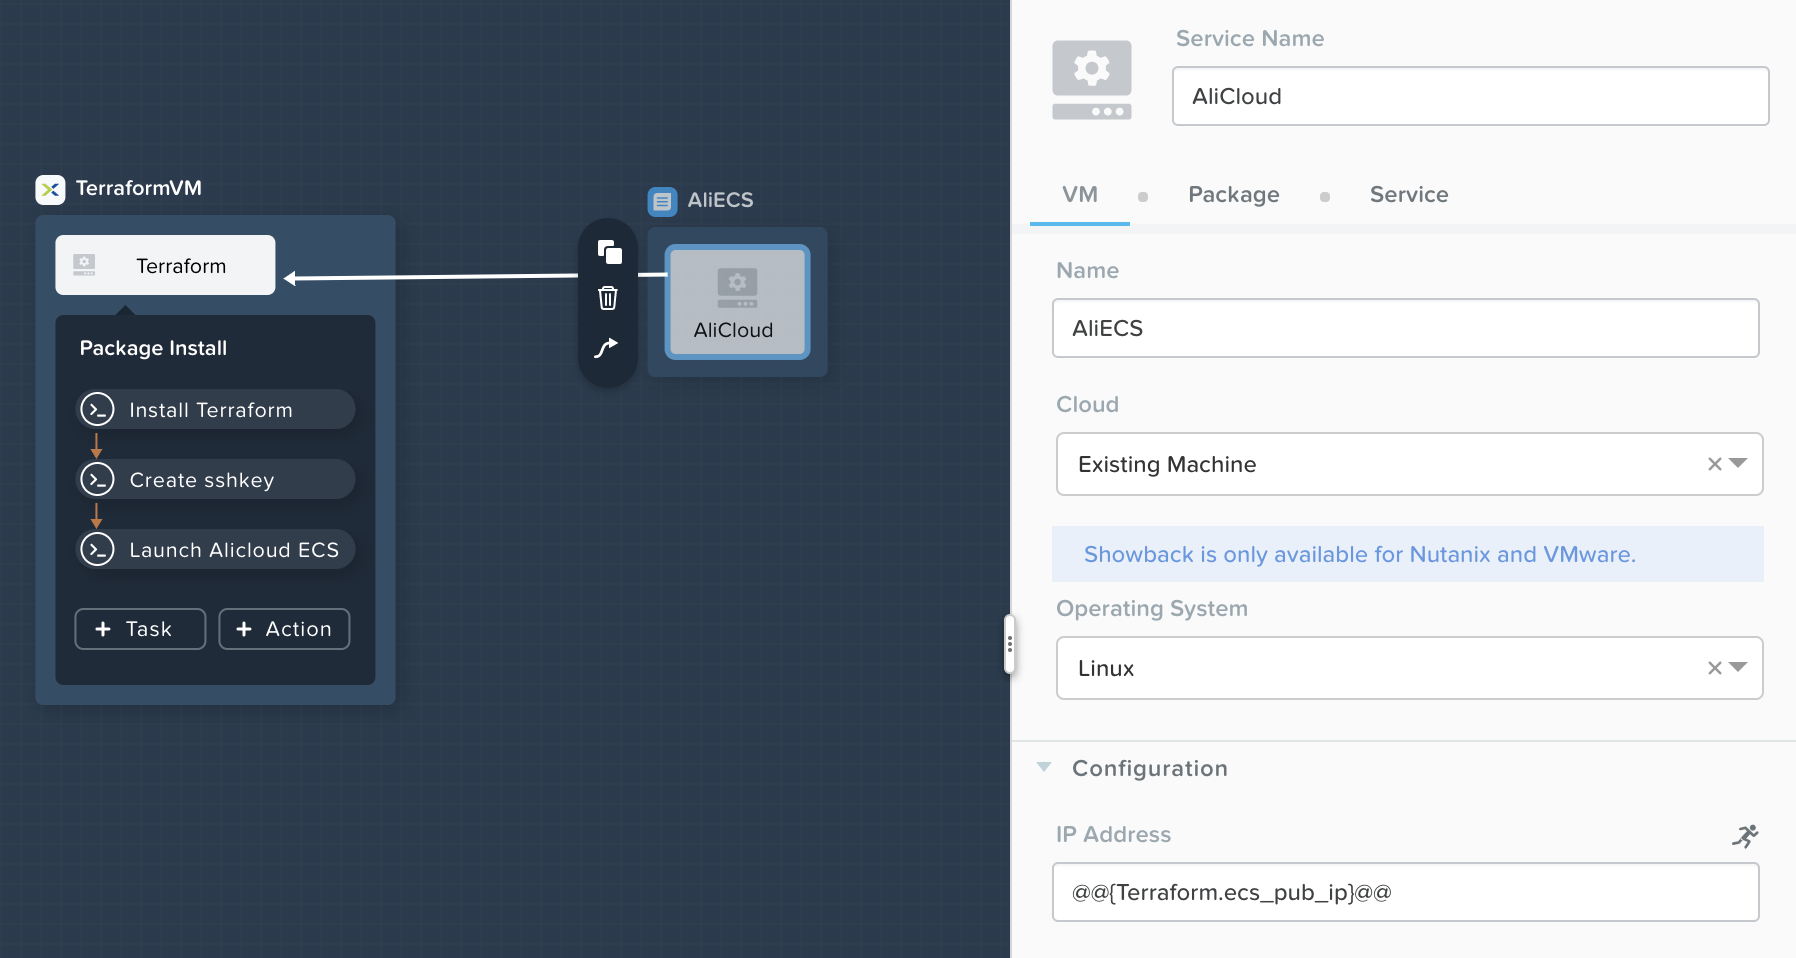 TerraformVM
Terraform
Package Install
Install Terraform
Create sshkey
Launch Alicloud ECS
+ Task
+ Action
AliECS
AliCloud
Service Name
AliCloud
VM
Package
Service
Name
AliECS
Cloud
Existing Machine
Showback is only available for Nutanix and VMware.
Operating System
Linux
Configuration
IP Address
@@{Terraform.ecs_pub_ip}@@